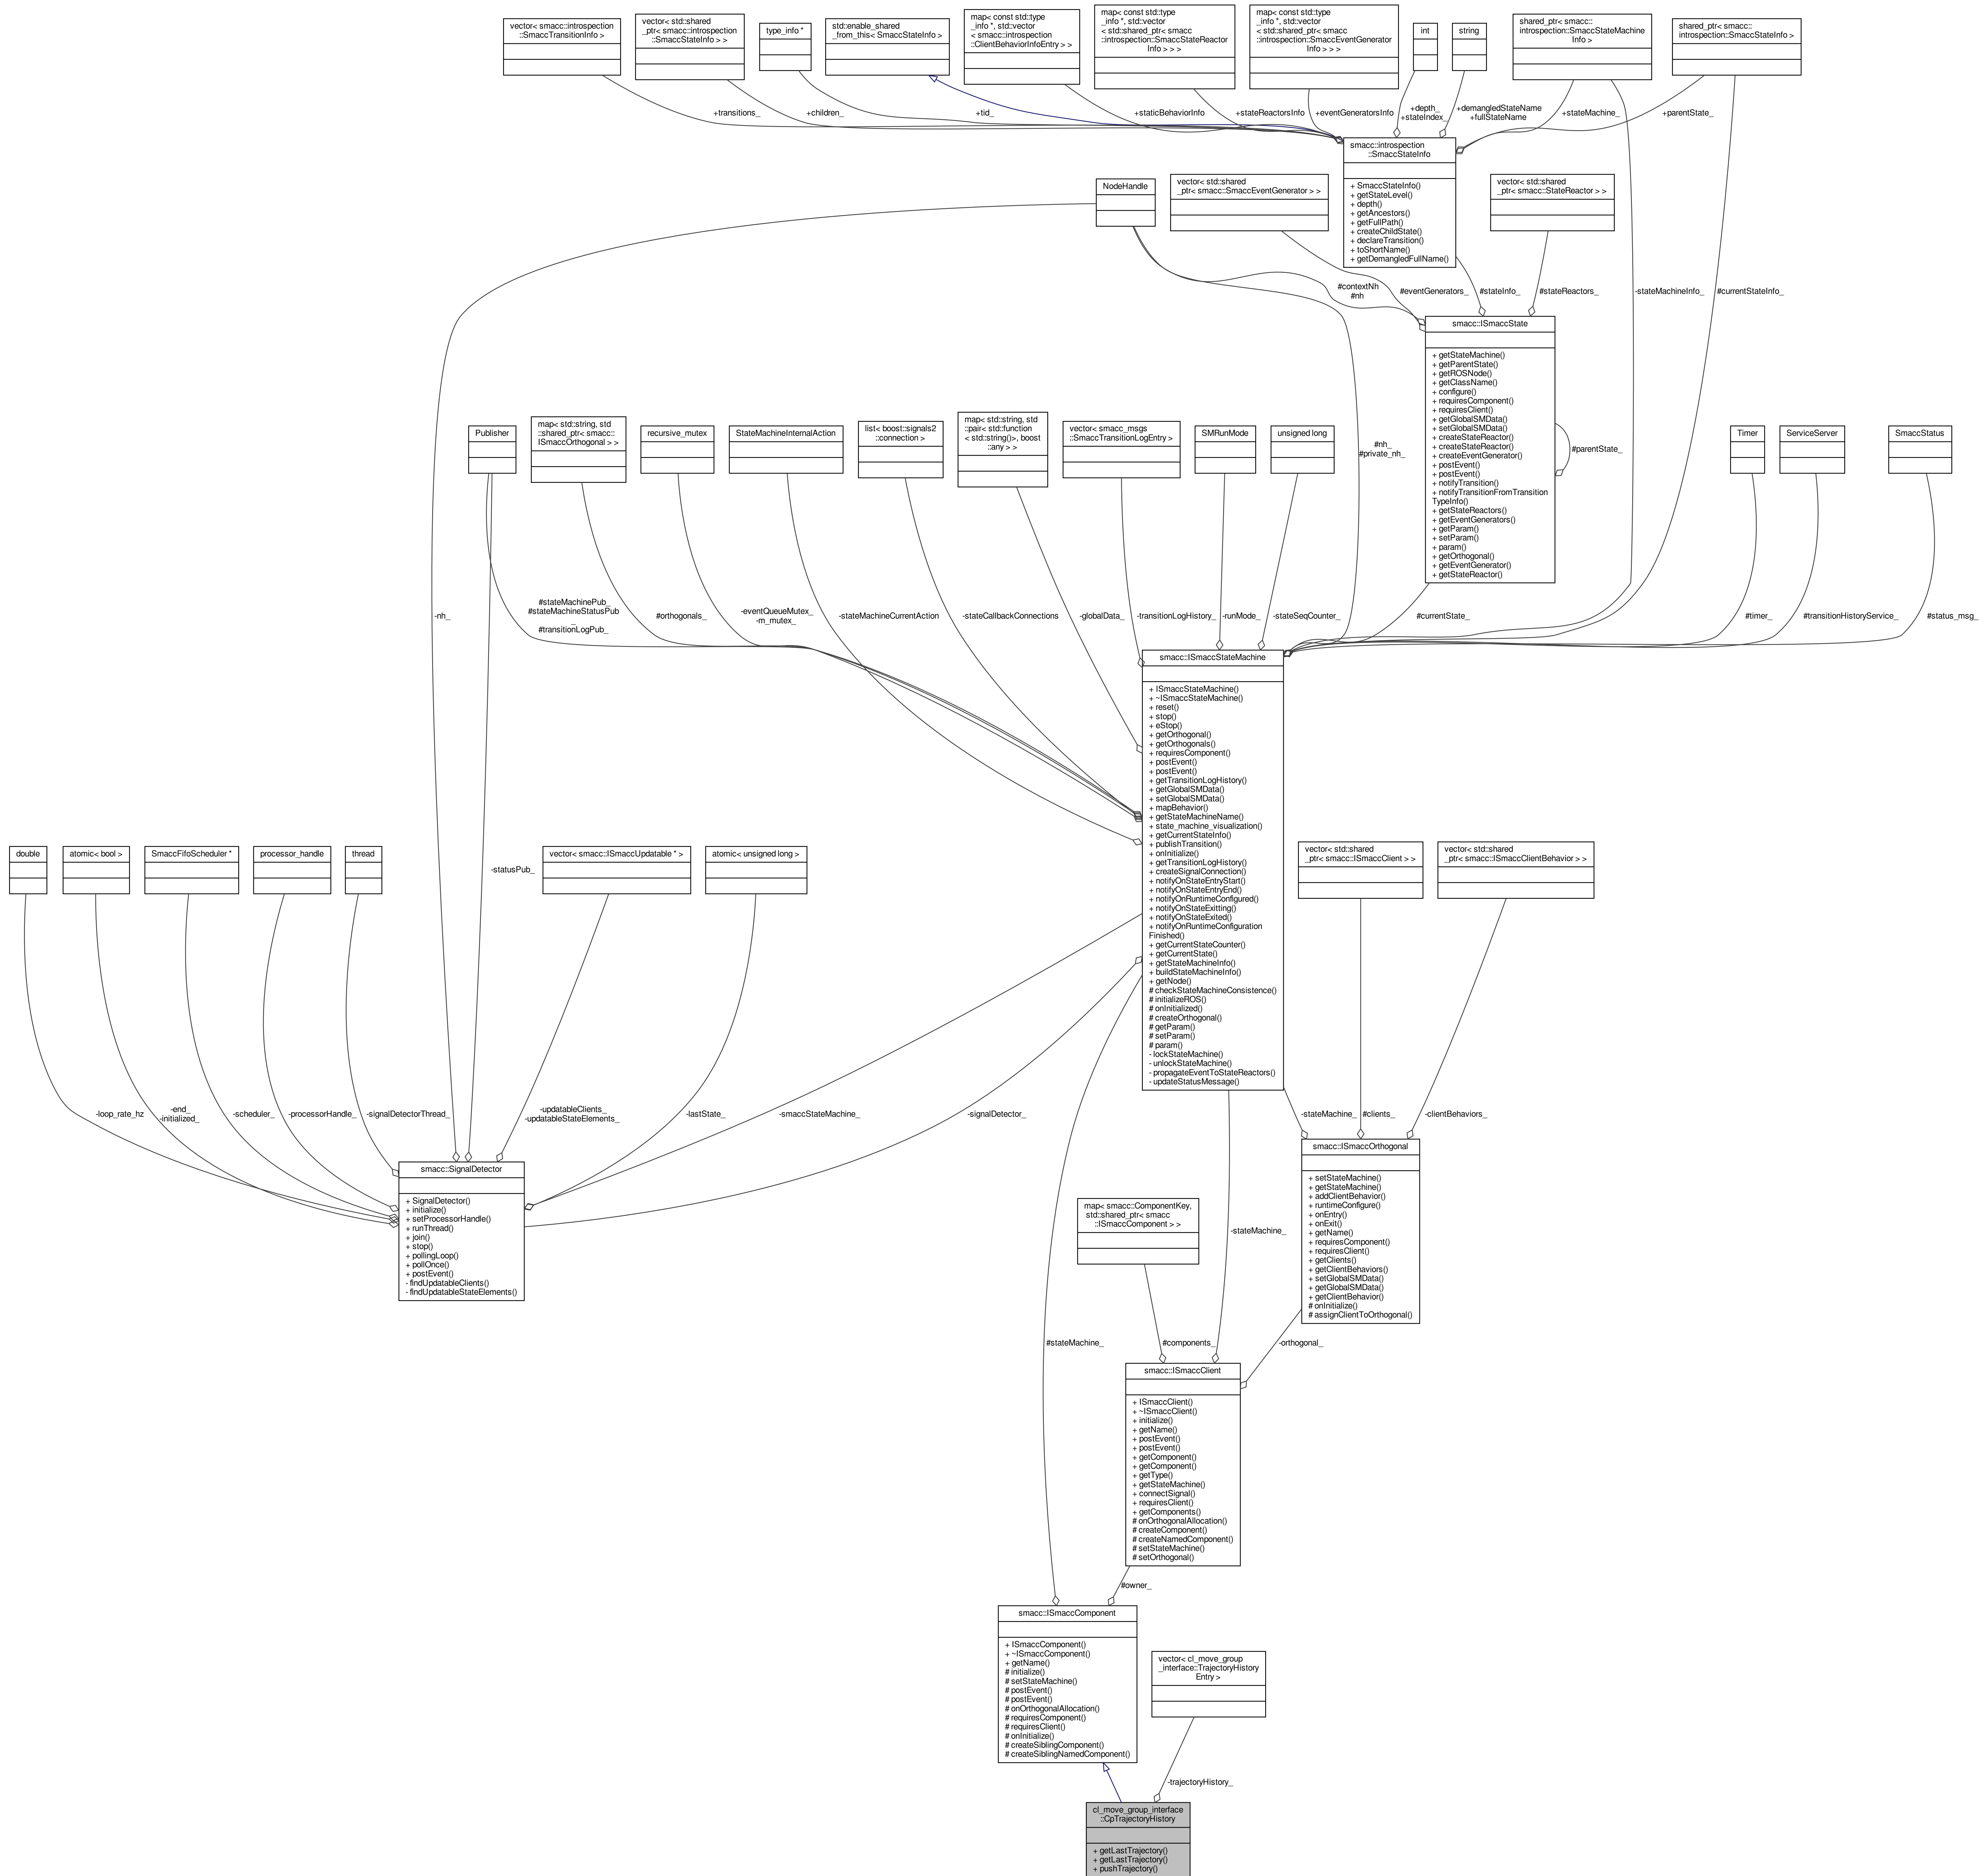 vector< smacc::introspection
::SmaccTransitionInfo >
vector< std::shared
_ptr< smacc::introspection
::SmaccStateInfo > >
type_info *
std::enable_shared
_from_this< SmaccStateInfo >
map< const std::type
_info *, std::vector
< smacc::introspection
::ClientBehaviorInfoEntry > >
map< const std::type
_info *, std::vector
< std::shared_ptr< smacc
::introspection::SmaccStateReactor
Info > > >
map< const std::type
_info *, std::vector
< std::shared_ptr< smacc
::introspection::SmaccEventGenerator
Info > > >
int
string
shared_ptr< smacc::
introspection::SmaccStateMachine
Info >
shared_ptr< smacc::
introspection::SmaccStateInfo >
+transitions_
+children_
+tid_
+staticBehaviorInfo
+stateReactorsInfo
+eventGeneratorsInfo
+depth_
+stateIndex_
+demangledStateName
+fullStateName
+stateMachine_
+parentState_
smacc::introspection
::SmaccStateInfo
+ SmaccStateInfo()
+ getStateLevel()
+ depth()
+ getAncestors()
+ getFullPath()
+ createChildState()
+ declareTransition()
+ toShortName()
+ getDemangledFullName()
NodeHandle
vector< std::shared
_ptr< smacc::SmaccEventGenerator > >
vector< std::shared
_ptr< smacc::StateReactor > >
#contextNh
#nh
#eventGenerators_
#stateInfo_
#stateReactors_
-stateMachineInfo_
#currentStateInfo_
smacc::ISmaccState
+ getStateMachine()
+ getParentState()
+ getROSNode()
+ getClassName()
+ configure()
+ requiresComponent()
+ requiresClient()
+ getGlobalSMData()
+ setGlobalSMData()
+ createStateReactor()
+ createStateReactor()
+ createEventGenerator()
+ postEvent()
+ postEvent()
+ notifyTransition()
+ notifyTransitionFromTransition
TypeInfo()
+ getStateReactors()
+ getEventGenerators()
+ getParam()
+ setParam()
+ param()
+ getOrthogonal()
+ getEventGenerator()
+ getStateReactor()
#parentState_
Publisher
map< std::string, std
::shared_ptr< smacc::
ISmaccOrthogonal > >
recursive_mutex
StateMachineInternalAction
list< boost::signals2
::connection >
map< std::string, std
::pair< std::function
< std::string()>, boost
::any > >
vector< smacc_msgs
::SmaccTransitionLogEntry >
SMRunMode
unsigned long
#nh_
#private_nh_
Timer
ServiceServer
SmaccStatus
-nh_
#stateMachinePub_
#stateMachineStatusPub
_
#transitionLogPub_
#orthogonals_
-eventQueueMutex_
-m_mutex_
-stateMachineCurrentAction
-stateCallbackConnections
-globalData_
-transitionLogHistory_
-runMode_
-stateSeqCounter_
#currentState_
#timer_
#transitionHistoryService_
#status_msg_
smacc::ISmaccStateMachine
+ ISmaccStateMachine()
+ ~ISmaccStateMachine()
+ reset()
+ stop()
+ eStop()
+ getOrthogonal()
+ getOrthogonals()
+ requiresComponent()
+ postEvent()
+ postEvent()
+ getTransitionLogHistory()
+ getGlobalSMData()
+ setGlobalSMData()
+ mapBehavior()
+ getStateMachineName()
+ state_machine_visualization()
+ getCurrentStateInfo()
+ publishTransition()
+ onInitialize()
+ getTransitionLogHistory()
+ createSignalConnection()
+ notifyOnStateEntryStart()
+ notifyOnStateEntryEnd()
+ notifyOnRuntimeConfigured()
+ notifyOnStateExitting()
+ notifyOnStateExited()
+ notifyOnRuntimeConfiguration
Finished()
+ getCurrentStateCounter()
+ getCurrentState()
+ getStateMachineInfo()
+ buildStateMachineInfo()
+ getNode()
# checkStateMachineConsistence()
# initializeROS()
# onInitialized()
# createOrthogonal()
# getParam()
# setParam()
# param()
- lockStateMachine()
- unlockStateMachine()
- propagateEventToStateReactors()
- updateStatusMessage()
double
atomic< bool >
SmaccFifoScheduler *
processor_handle
thread
-statusPub_
vector< smacc::ISmaccUpdatable * >
atomic< unsigned long >
vector< std::shared
_ptr< smacc::ISmaccClient > >
vector< std::shared
_ptr< smacc::ISmaccClientBehavior > >
-loop_rate_hz
-end_
-initialized_
-scheduler_
-processorHandle_
-signalDetectorThread_
-updatableClients_
-updatableStateElements_
-lastState_
-smaccStateMachine_
-signalDetector_
-stateMachine_
#clients_
-clientBehaviors_
smacc::SignalDetector
+ SignalDetector()
+ initialize()
+ setProcessorHandle()
+ runThread()
+ join()
+ stop()
+ pollingLoop()
+ pollOnce()
+ postEvent()
- findUpdatableClients()
- findUpdatableStateElements()
smacc::ISmaccOrthogonal
+ setStateMachine()
+ getStateMachine()
+ addClientBehavior()
+ runtimeConfigure()
+ onEntry()
+ onExit()
+ getName()
+ requiresComponent()
+ requiresClient()
+ getClients()
+ getClientBehaviors()
+ setGlobalSMData()
+ getGlobalSMData()
+ getClientBehavior()
# onInitialize()
# assignClientToOrthogonal()
map< smacc::ComponentKey,
std::shared_ptr< smacc
::ISmaccComponent > >
-stateMachine_
#stateMachine_
#components_
-orthogonal_
smacc::ISmaccClient
+ ISmaccClient()
+ ~ISmaccClient()
+ initialize()
+ getName()
+ postEvent()
+ postEvent()
+ getComponent()
+ getComponent()
+ getType()
+ getStateMachine()
+ connectSignal()
+ requiresClient()
+ getComponents()
# onOrthogonalAllocation()
# createComponent()
# createNamedComponent()
# setStateMachine()
# setOrthogonal()
#owner_
smacc::ISmaccComponent
+ ISmaccComponent()
+ ~ISmaccComponent()
+ getName()
# initialize()
# setStateMachine()
# postEvent()
# postEvent()
# onOrthogonalAllocation()
# requiresComponent()
# requiresClient()
# onInitialize()
# createSiblingComponent()
# createSiblingNamedComponent()
vector< cl_move_group
_interface::TrajectoryHistory
Entry >
-trajectoryHistory_
cl_move_group_interface
::CpTrajectoryHistory
+ getLastTrajectory()
+ getLastTrajectory()
+ pushTrajectory()